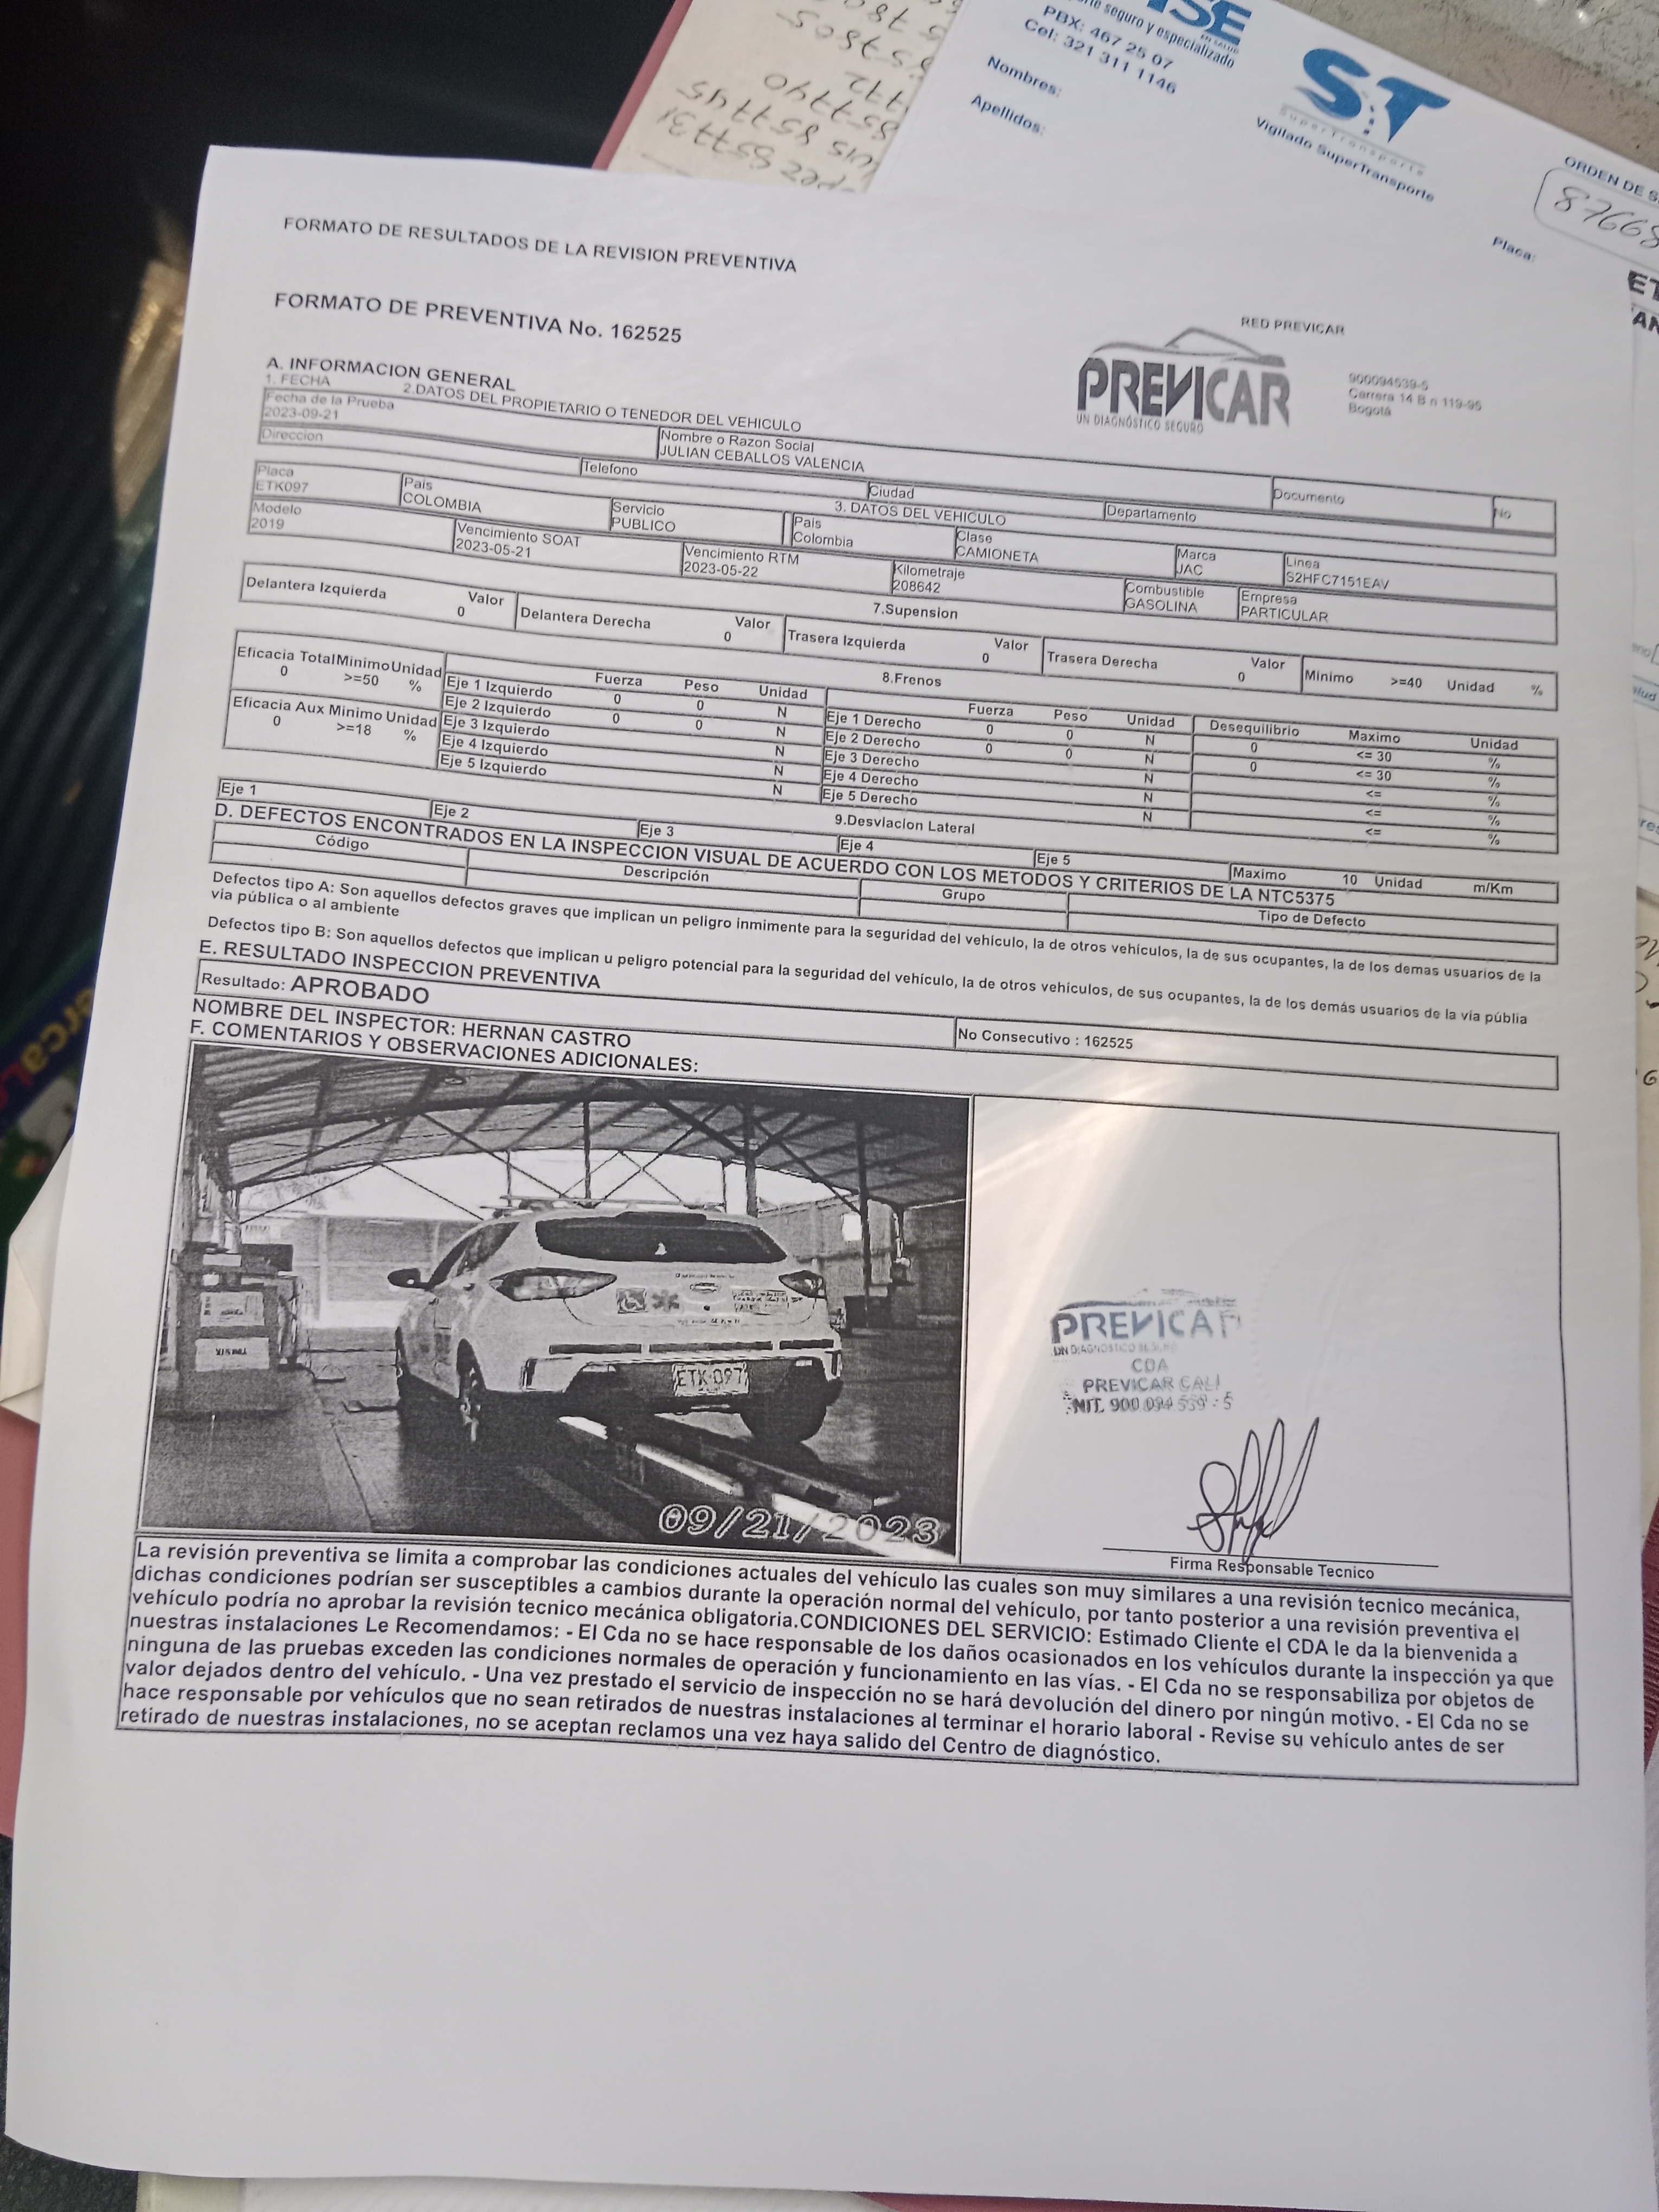 te seguro y especializado
PBX: 467 25 07
Cel: 321 311 1146
Nombres:
Apellidos:
ST
SuperTransporte
Vigilado SuperTransporte
Placa:
FORMATO DE RESULTADOS DE LA REVISION PREVENTIVA
FORMATO DE PREVENTIVA No. 162525
RED PREVICAR
PREVICAR
UN DIAGNÓSTICO SEGURO
900094539-5
Carrera 14 B n 119-95
Bogotá
A. INFORMACION GENERAL
1. FECHA 2.DATOS DEL PROPIETARIO O TENEDOR DEL VEHICULO
Fecha de la Prueba Nombre o Razon Social Documento No
2023-09-21 JULIAN CEBALLOS VALENCIA
Direccion Telefono Ciudad Departamento
3. DATOS DEL VEHICULO
Placa Pais Servicio Pais Clase Marca Linea
ETK097 COLOMBIA PUBLICO Colombia CAMIONETA JAC S2HFC7151EAV
Modelo Vencimiento SOAT Vencimiento RTM Kilometraje Combustible Empresa
2019 2023-05-21 2023-05-22 208642 GASOLINA PARTICULAR
7.Supension
Delantera Izquierda Valor Delantera Derecha Valor Trasera Izquierda Valor Trasera Derecha Valor Minimo >=40 Unidad %
0 0 0 0
8.Frenos
Eficacia Total Minimo Unidad Fuerza Peso Unidad Fuerza Peso Unidad Desequilibrio Maximo Unidad
0 >=50 % Eje 1 Izquierdo 0 0 N Eje 1 Derecho 0 0 N 0 <= 30 %
Eje 2 Izquierdo 0 0 N Eje 2 Derecho 0 0 N 0 <= 30 %
Eficacia Aux Minimo Unidad Eje 3 Izquierdo N Eje 3 Derecho N <= %
0 >=18 % Eje 4 Izquierdo N Eje 4 Derecho N <= %
Eje 5 Izquierdo N Eje 5 Derecho N <= %
9.Desviacion Lateral
Eje 1 Eje 2 Eje 3 Eje 4 Eje 5 Maximo 10 Unidad m/Km
D. DEFECTOS ENCONTRADOS EN LA INSPECCION VISUAL DE ACUERDO CON LOS METODOS Y CRITERIOS DE LA NTC5375
Código Descripción Grupo Tipo de Defecto
Defectos tipo A: Son aquellos defectos graves que implican un peligro inmimente para la seguridad del vehículo, la de otros vehículos, la de sus ocupantes, la de los demas usuarios de la
vía pública o al ambiente
Defectos tipo B: Son aquellos defectos que implican u peligro potencial para la seguridad del vehículo, la de otros vehículos, de sus ocupantes, la de los demás usuarios de la vía públia
E. RESULTADO INSPECCION PREVENTIVA
Resultado: APROBADO No Consecutivo : 162525
NOMBRE DEL INSPECTOR: HERNAN CASTRO
F. COMENTARIOS Y OBSERVACIONES ADICIONALES:
ETK 097
09/21/2023
PREVICAR
UN DIAGNOSTICO SEGURO
CDA
PREVICAR CALI
NIT. 900.094 539 - 5
Firma Responsable Tecnico
La revisión preventiva se limita a comprobar las condiciones actuales del vehículo las cuales son muy similares a una revisión tecnico mecánica,
dichas condiciones podrían ser susceptibles a cambios durante la operación normal del vehículo, por tanto posterior a una revisión preventiva el
vehículo podría no aprobar la revisión tecnico mecánica obligatoria.CONDICIONES DEL SERVICIO: Estimado Cliente el CDA le da la bienvenida a
nuestras instalaciones Le Recomendamos: - El Cda no se hace responsable de los daños ocasionados en los vehículos durante la inspección ya que
ninguna de las pruebas exceden las condiciones normales de operación y funcionamiento en las vías. - El Cda no se responsabiliza por objetos de
valor dejados dentro del vehículo. - Una vez prestado el servicio de inspección no se hará devolución del dinero por ningún motivo. - El Cda no se
hace responsable por vehículos que no sean retirados de nuestras instalaciones al terminar el horario laboral - Revise su vehículo antes de ser
retirado de nuestras instalaciones, no se aceptan reclamos una vez haya salido del Centro de diagnóstico.